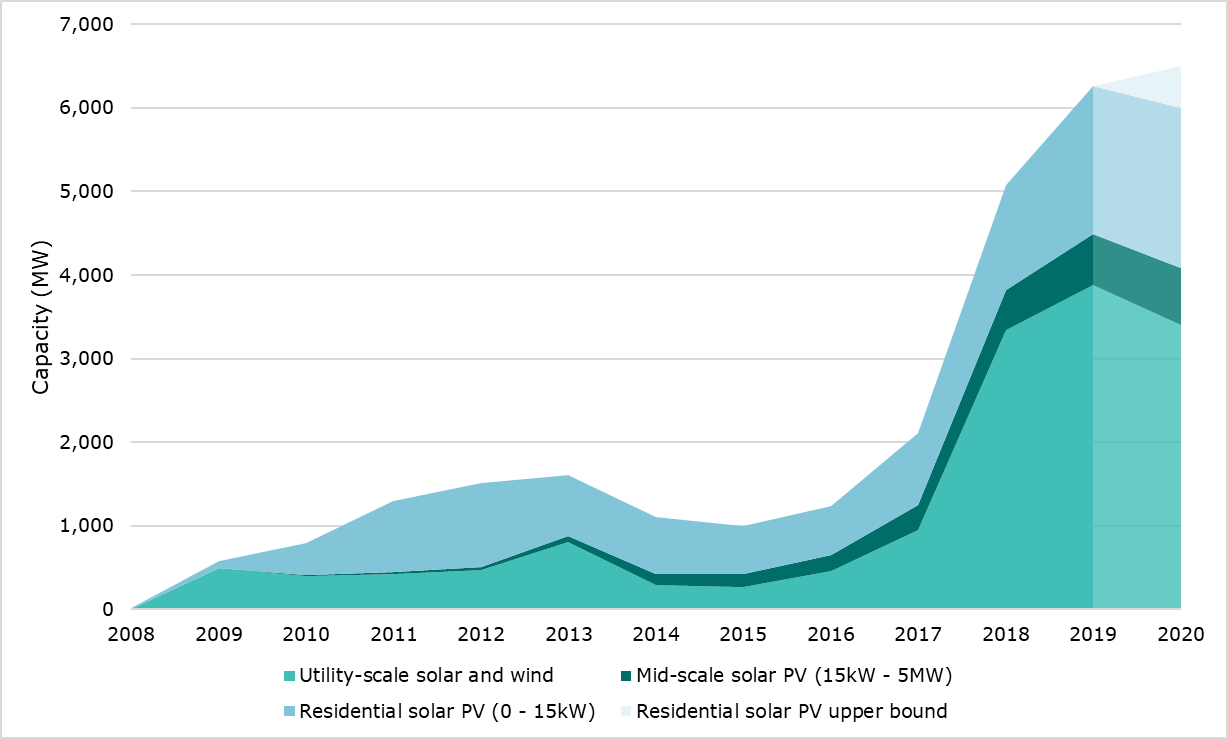 7,000
6,000
5,000
4,000
3,000
2,000
1,000
0
Capacity (MW)
2008 2009 2010 2011 2012 2013 2014 2015 2016 2017 2018 2019 2020
Utility-scale solar and wind
Mid-scale solar PV (15kW - 5MW)
Residential solar PV (0 - 15kW)
Residential solar PV upper bound